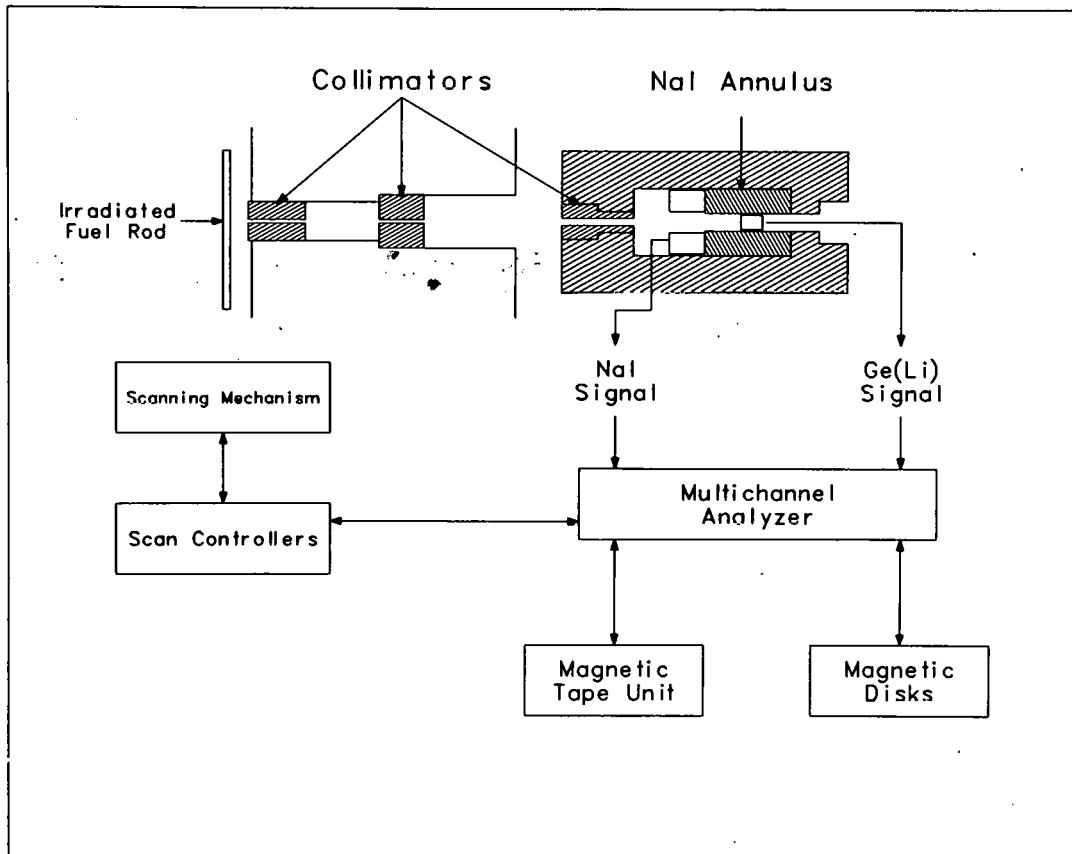 Collimators
NaI Annulus
Irradiated
Fuel Rod
NaI
Signal
Ge(Li)
Signal
Scanning Mechanism
Multichannel
Analyzer
Scan Controllers
Magnetic
Tape Unit
Magnetic
Disks